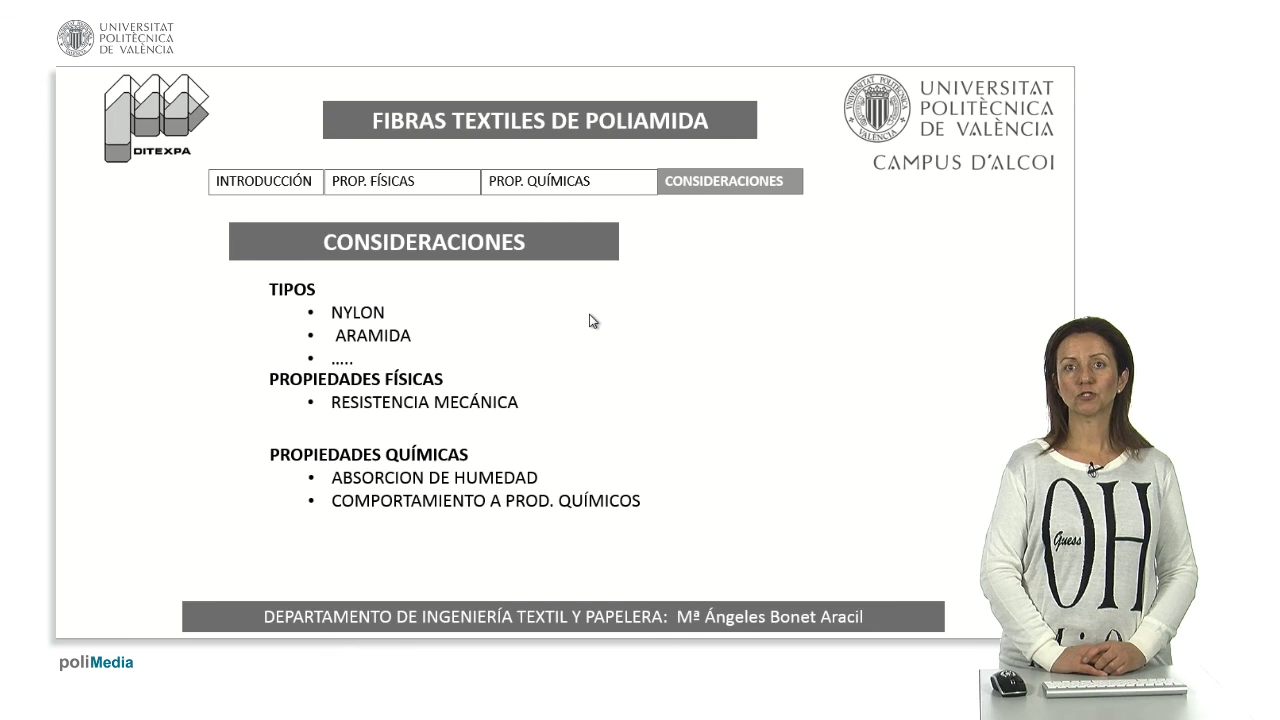 UNIVERSITAT
POLITÈCNICA
DE VALÈNCIA
DITEXPA
FIBRAS TEXTILES DE POLIAMIDA
UNIVERSITAT
POLITÈCNICA
DE VALÈNCIA
CAMPUS D'ALCOI
INTRODUCCIÓN PROP. FÍSICAS PROP. QUÍMICAS CONSIDERACIONES
CONSIDERACIONES
TIPOS
• NYLON
• ARAMIDA
• .....
PROPIEDADES FÍSICAS
• RESISTENCIA MECÁNICA
PROPIEDADES QUÍMICAS
• ABSORCION DE HUMEDAD
• COMPORTAMIENTO A PROD. QUÍMICOS
OH
Guess
DEPARTAMENTO DE INGENIERÍA TEXTIL Y PAPELERA: Mª Ángeles Bonet Aracil
poliMedia